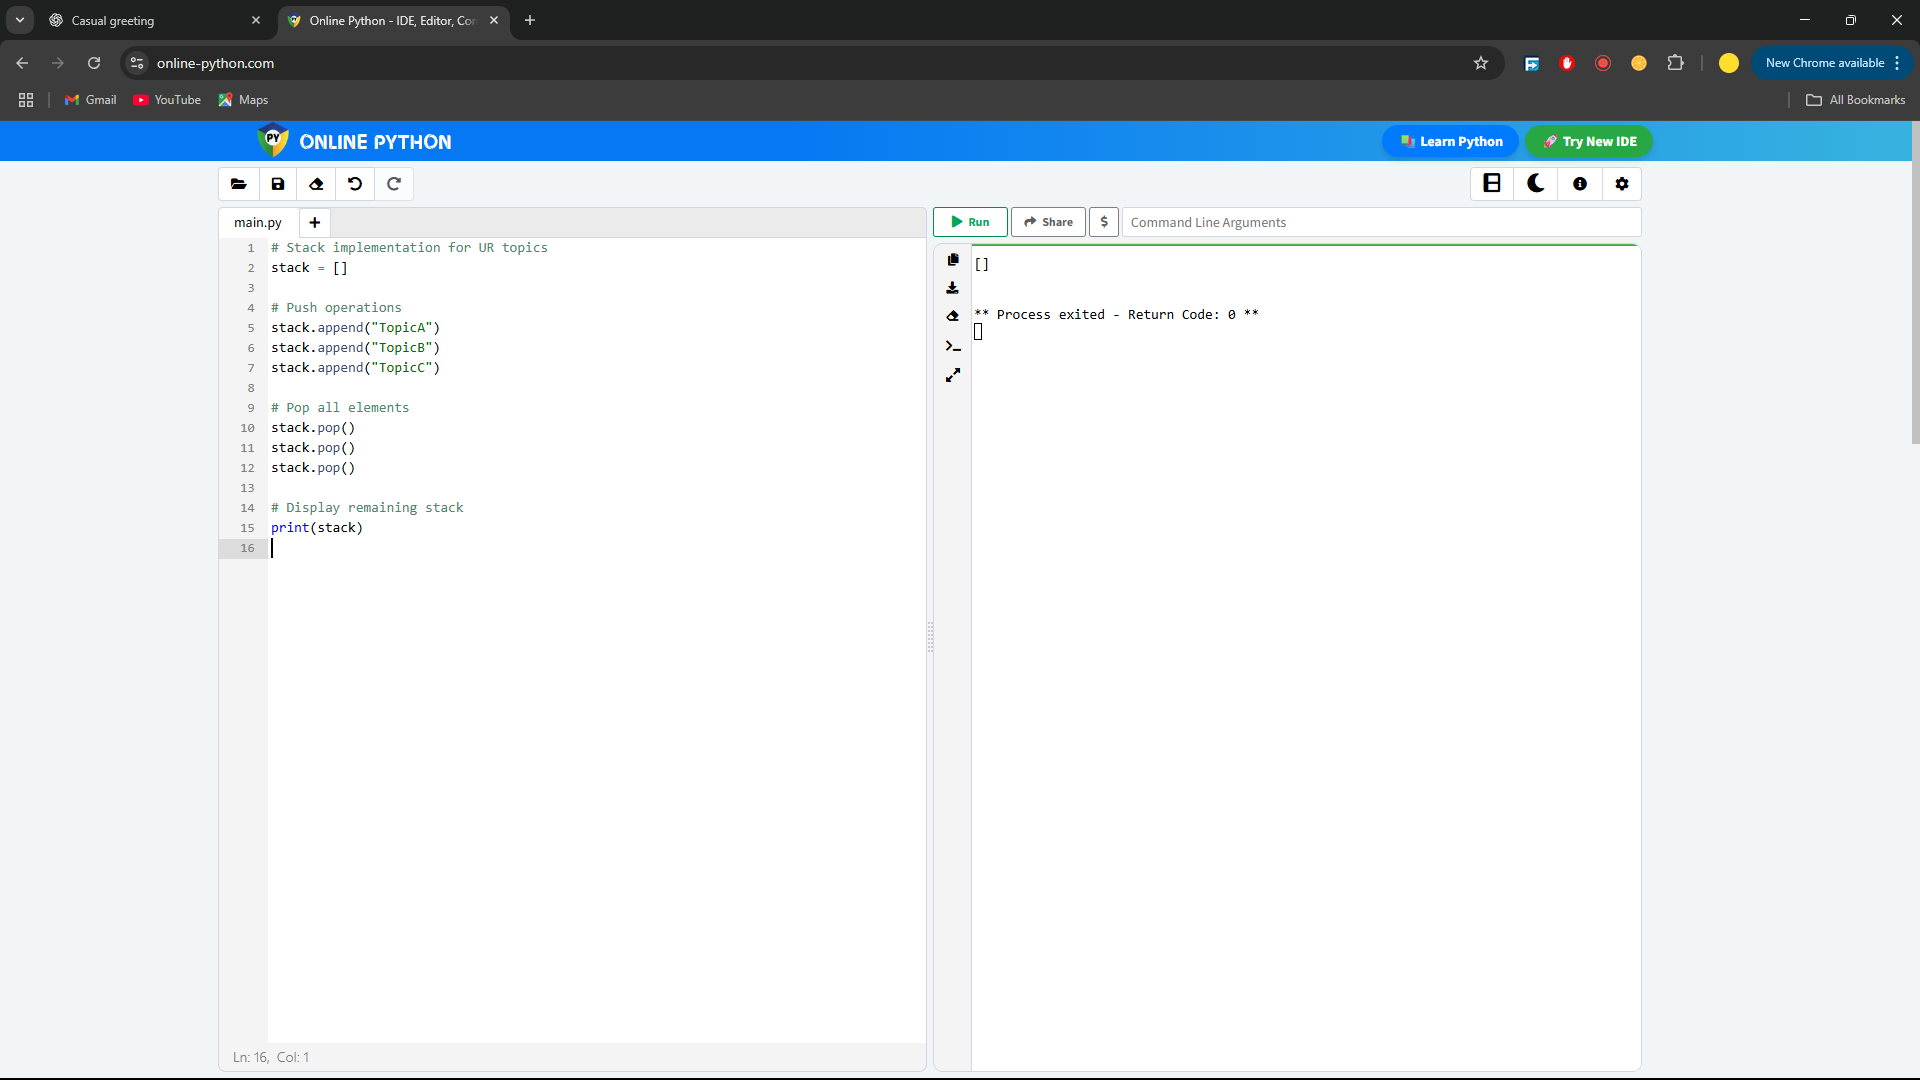 Casual greeting
Online Python - IDE, Editor, Con
online-python.com
New Chrome available
Gmail
YouTube
Maps
All Bookmarks
PY
ONLINE PYTHON
Learn Python
Try New IDE
main.py
+
Run
Share
$
Command Line Arguments
1 # Stack implementation for UR topics
2 stack = []
3
4 # Push operations
5 stack.append("TopicA")
6 stack.append("TopicB")
7 stack.append("TopicC")
8
9 # Pop all elements
10 stack.pop()
11 stack.pop()
12 stack.pop()
13
14 # Display remaining stack
15 print(stack)
16
Ln: 16, Col: 1
[]
** Process exited - Return Code: 0 **